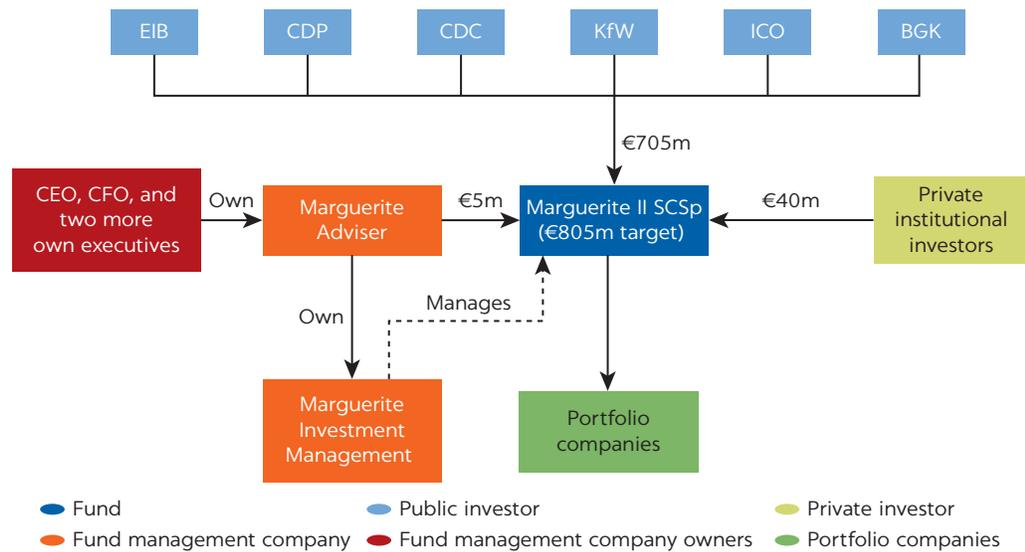 EIB
CDP
CDC
KfW
ICO
BGK
€705m
CEO, CFO, and
two more
own executives
Own
Marguerite
Adviser
€5m
Marguerite II SCSp
(€805m target)
€40m
Private
institutional
investors
Own
Manages
Marguerite
Investment
Management
Portfolio
companies
Fund
Public investor
Private investor
Fund management company
Fund management company owners
Portfolio companies